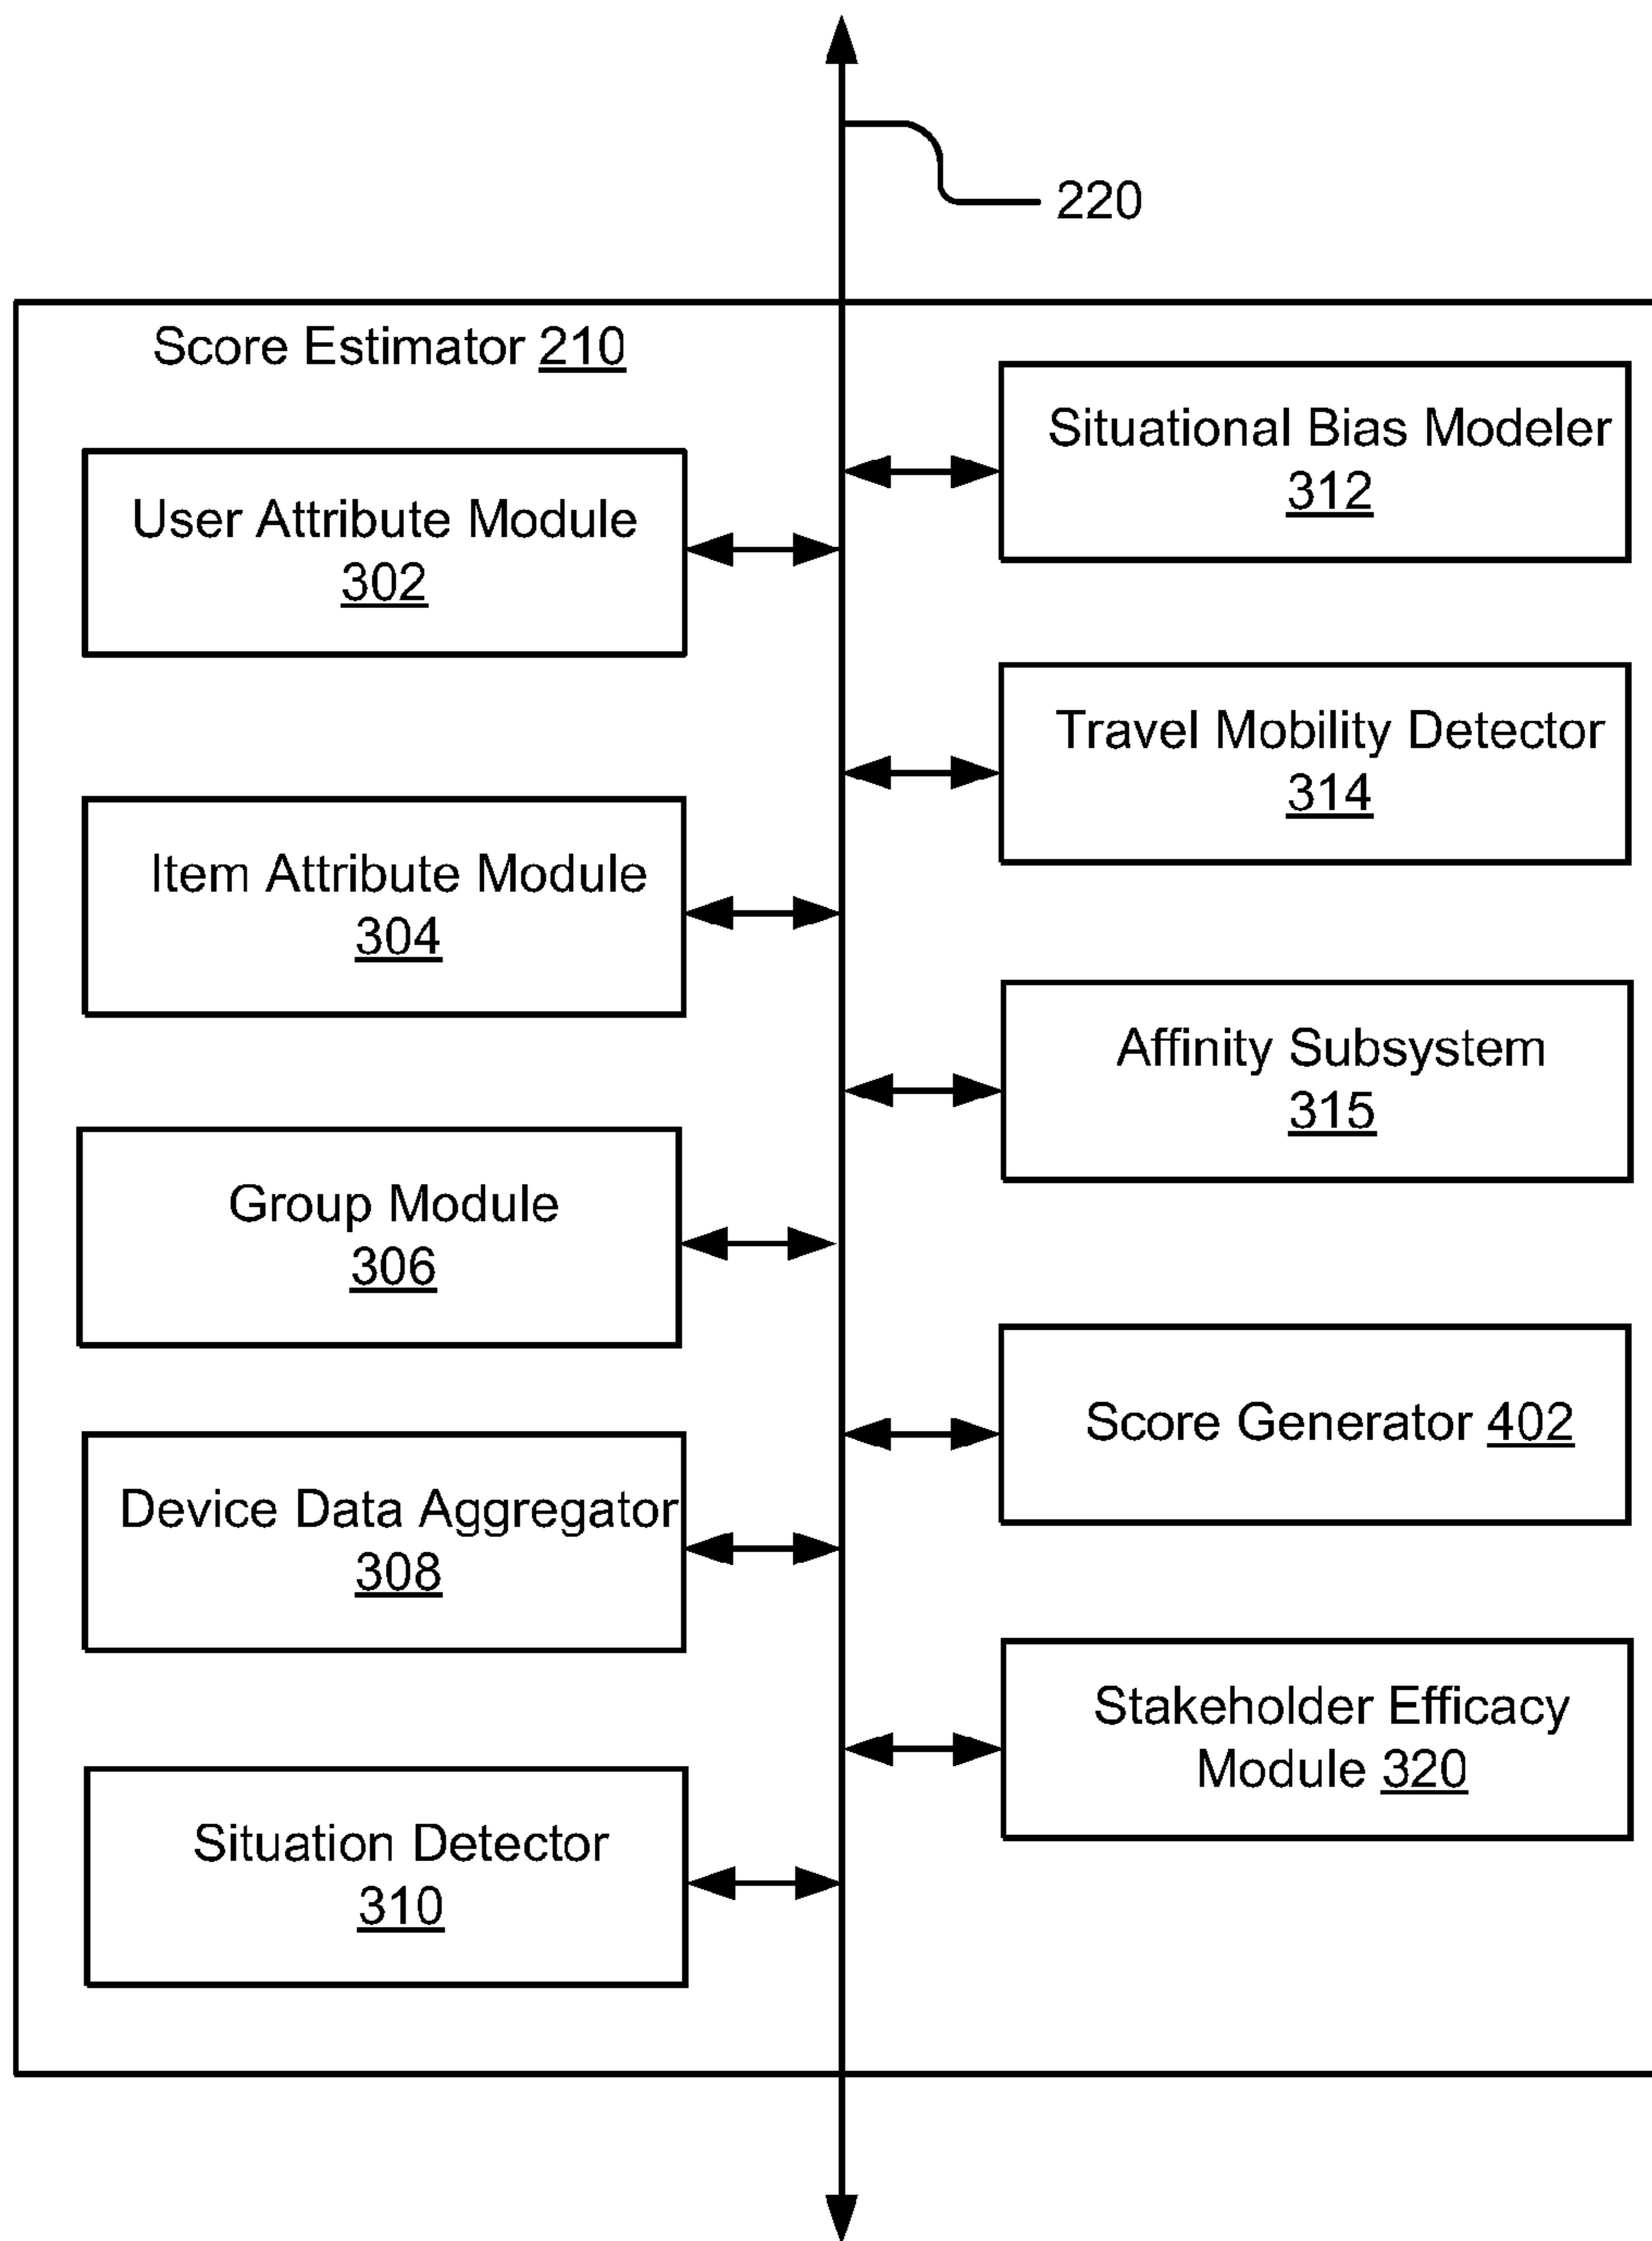 220
Score Estimator 210
User Attribute Module
302
Item Attribute Module
304
Group Module
306
Device Data Aggregator
308
Situation Detector
310
Situational Bias Modeler
312
Travel Mobility Detector
314
Affinity Subsystem
315
Score Generator 402
Stakeholder Efficacy
Module 320